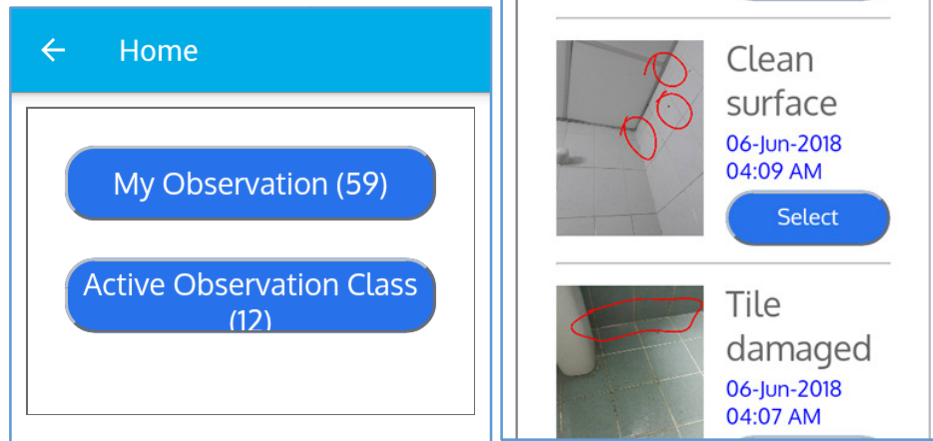 Home
My Observation (59)
Active Observation Class
(12)
Clean
surface
06-Jun-2018
04:09 AM
Select
Tile
damaged
06-Jun-2018
04:07 AM